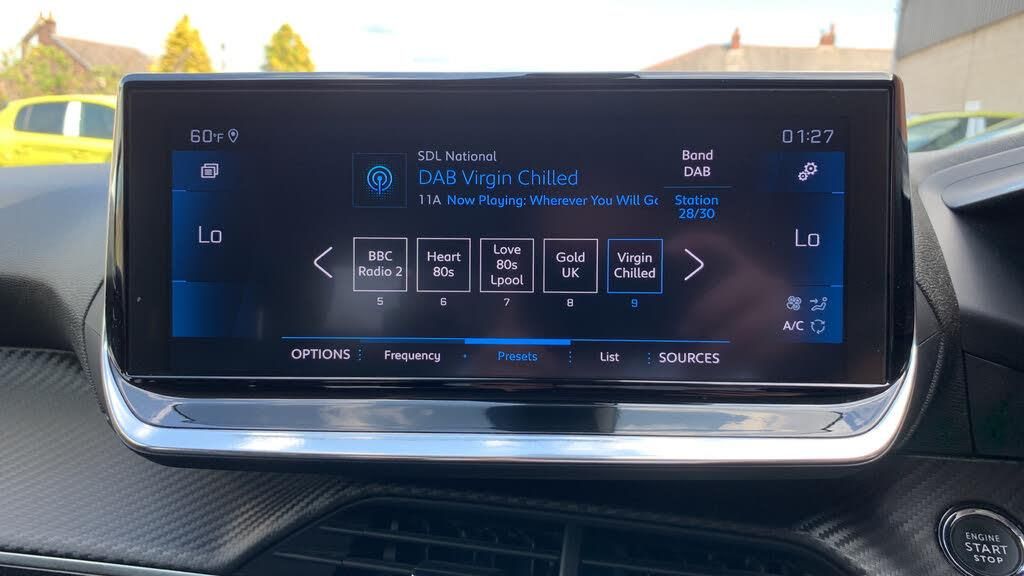 60°F
01:27
SDL National
DAB Virgin Chilled
11A Now Playing: Wherever You Will Go
Band
DAB
Station
28/30
Lo
Lo
BBC
Radio 2
5
Heart
80s
6
Love
80s
Lpool
7
Gold
UK
8
Virgin
Chilled
9
A/C
OPTIONS
Frequency
Presets
List
SOURCES
ENGINE
START
STOP